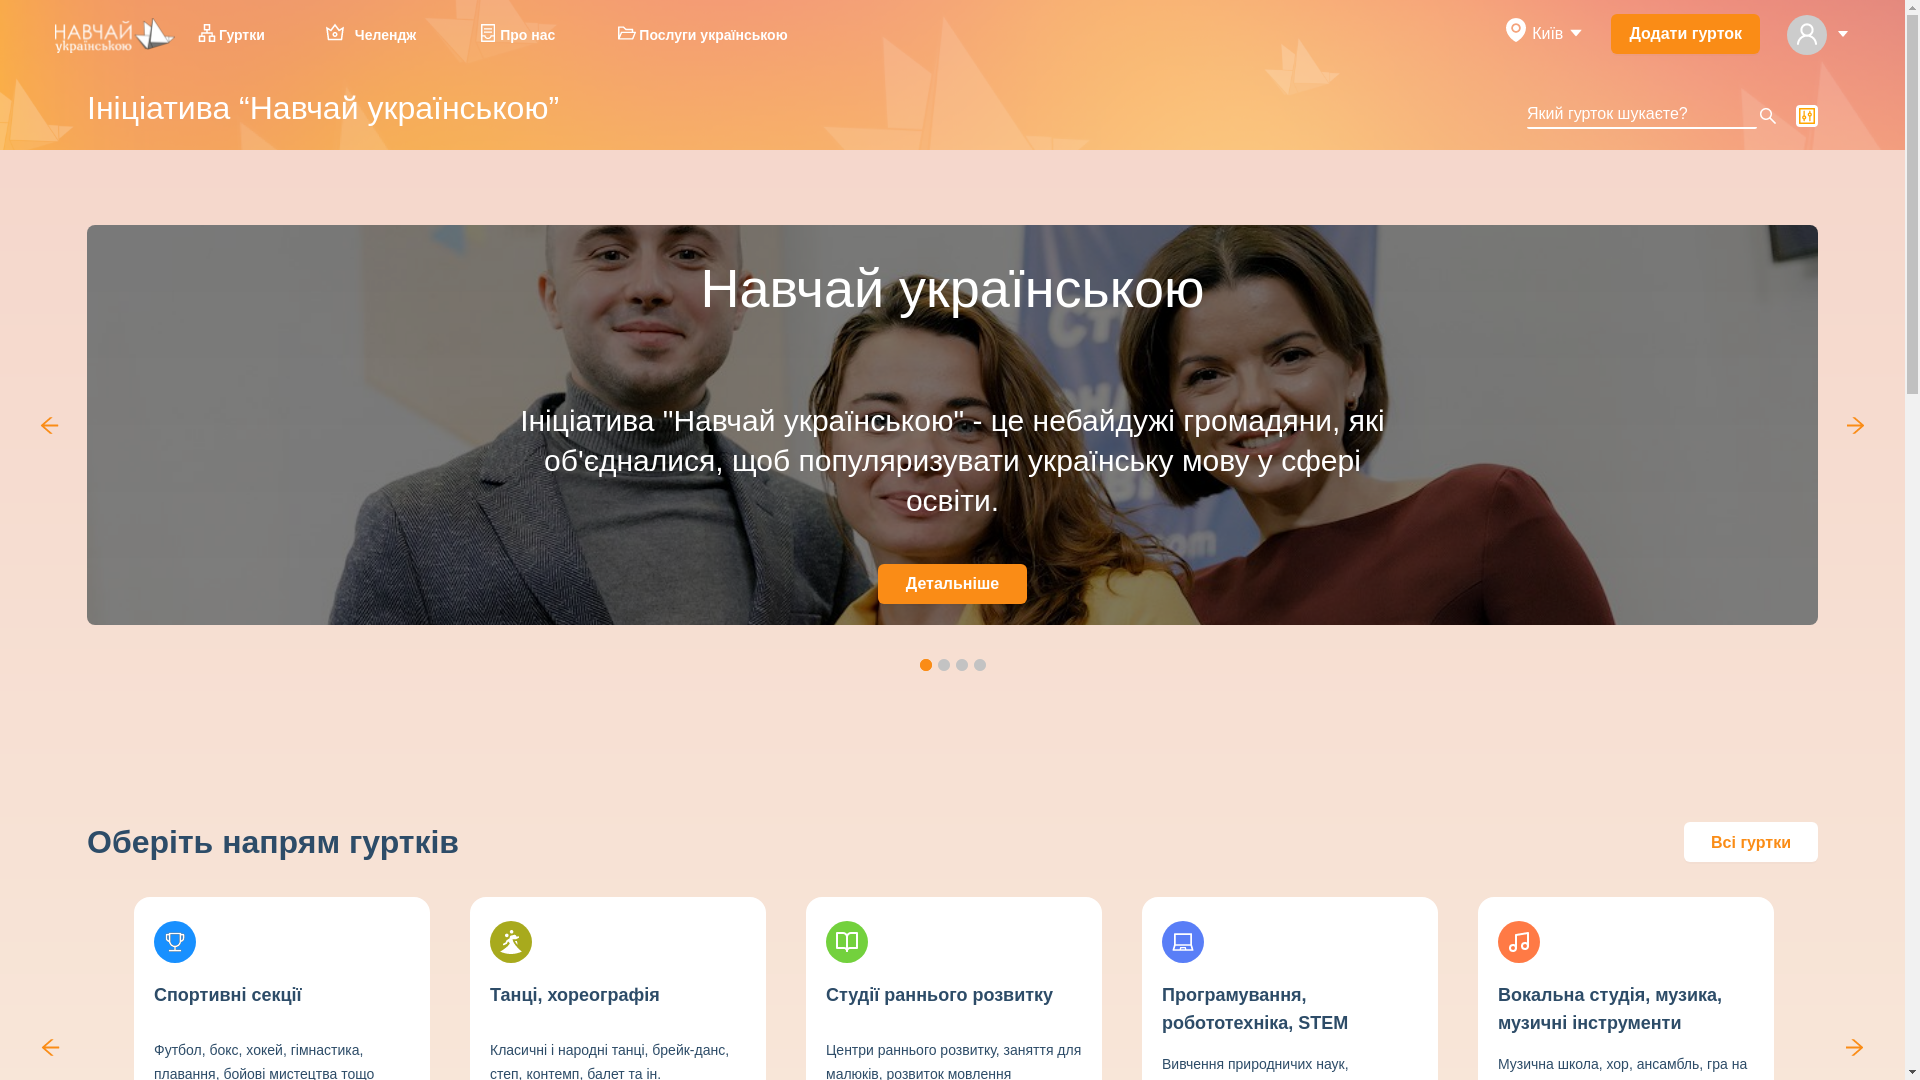 НАВЧАЙ
українською
Гуртки
Челендж
Про нас
Послуги українською
Київ
Додати гурток
Ініціатива “Навчай українською”
Який гурток шукаєте?
Навчай українською
Ініціатива "Навчай українською" - це небайдужі громадяни, які
об'єдналися, щоб популяризувати українську мову у сфері
освіти.
Детальніше
Оберіть напрям гуртків
Всі гуртки
Спортивні секції
Футбол, бокс, хокей, гімнастика,
плавання, бойові мистецтва тощо
Танці, хореографія
Класичні і народні танці, брейк-данс,
степ, контемп, балет та ін.
Студії раннього розвитку
Центри раннього розвитку, заняття для
малюків, розвиток мовлення
Програмування,
робототехніка, STEM
Вивчення природничих наук,
Вокальна студія, музика,
музичні інструменти
Музична школа, хор, ансамбль, гра на